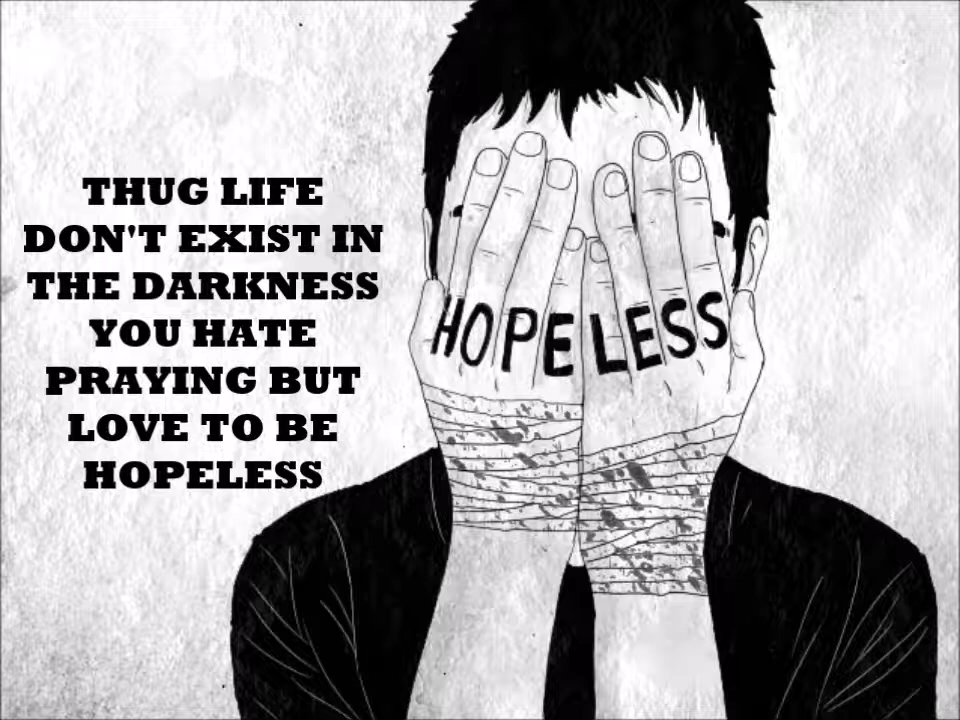 THUG LIFE
DON'T EXIST IN
THE DARKNESS
YOU HATE
PRAYING BUT
LOVE TO BE
HOPELESS
HOPELESS